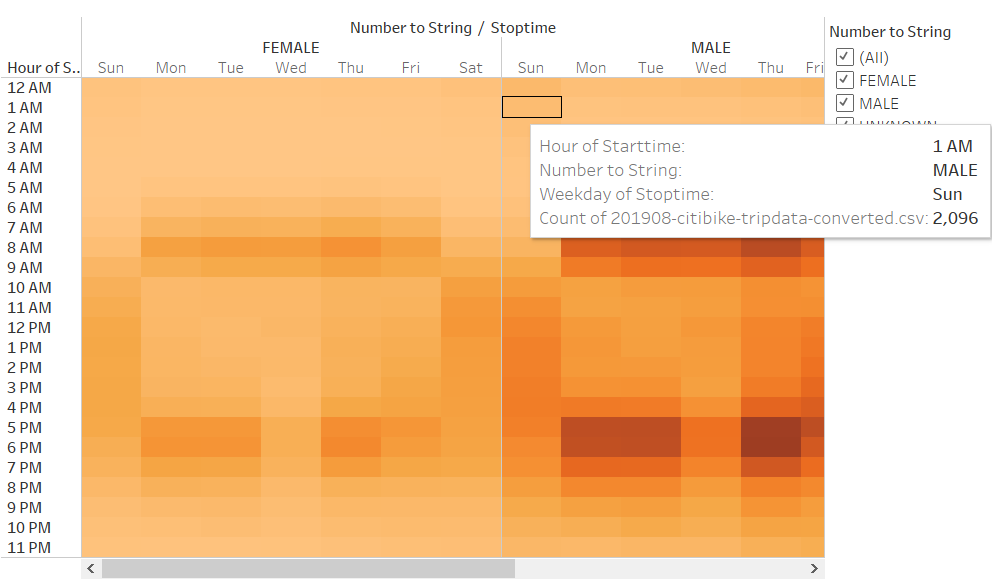 Number to String / Stoptime
FEMALE MALE
Hour of S.. Sun Mon Tue Wed Thu Fri Sat Sun Mon Tue Wed Thu Fri
12 AM
1 AM
2 AM
3 AM
4 AM
5 AM
6 AM
7 AM
8 AM
9 AM
10 AM
11 AM
12 PM
1 PM
2 PM
3 PM
4 PM
5 PM
6 PM
7 PM
8 PM
9 PM
10 PM
11 PM
Number to String
(All)
FEMALE
MALE
UNKNOWN
Hour of Starttime: 1 AM
Number to String: MALE
Weekday of Stoptime: Sun
Count of 201908-citibike-tripdata-converted.csv: 2,096